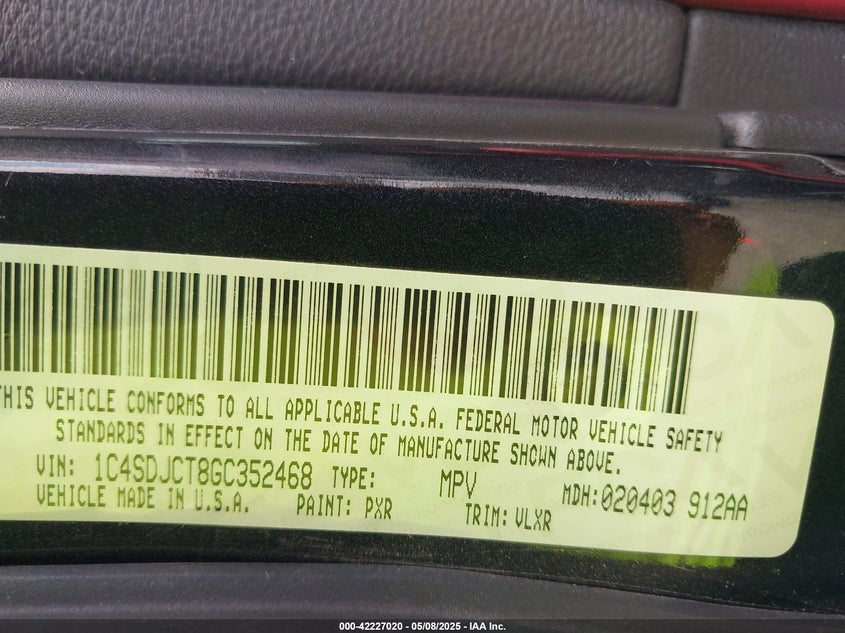 THIS VEHICLE CONFORMS TO ALL APPLICABLE U.S.A. FEDERAL MOTOR VEHICLE SAFETY
STANDARDS IN EFFECT ON THE DATE OF MANUFACTURE SHOWN ABOVE.
VIN: 1C4SDJCT8GC352468 TYPE: MPV MDH:020403 912AA
VEHICLE MADE IN U.S.A. PAINT: PXR TRIM: VLXR
000-42227020 - 05/08/2025 - IAA Inc.